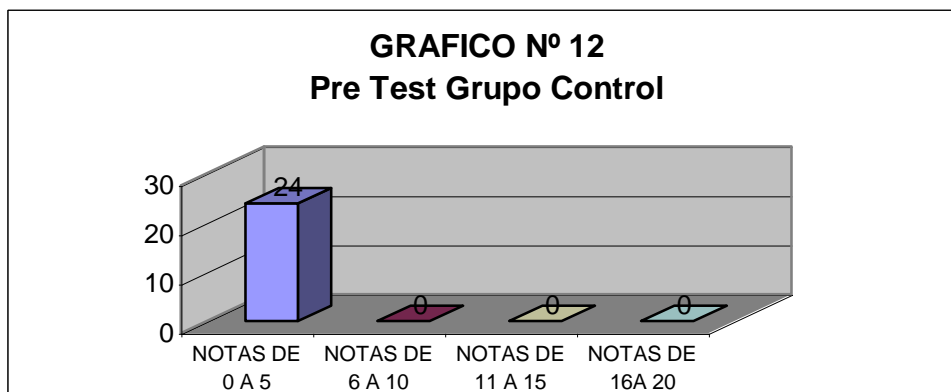 GRAFICO Nº 12
Pre Test Grupo Control
30
20
10
0
24
0
0
0
NOTAS DE
0 A 5
NOTAS DE
6 A 10
NOTAS DE
11 A 15
NOTAS DE
16A 20